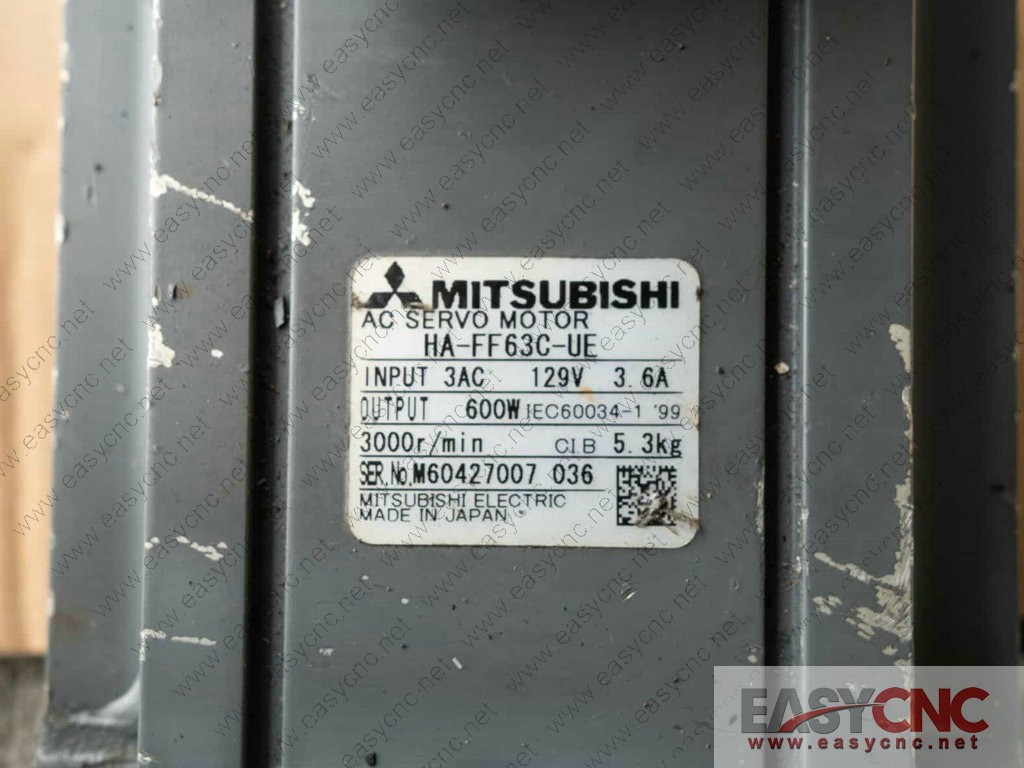 MITSUBISHI
AC SERVO MOTOR
HA-FF63C-UE
INPUT 3AC 129V 3.6A
OUTPUT 600W IEC60034-1 '99
3000r/min CI.B 5.3kg
SER.No.M60427007 036
MITSUBISHI ELECTRIC
MADE IN JAPAN
EASYCNC
www.easycnc.net